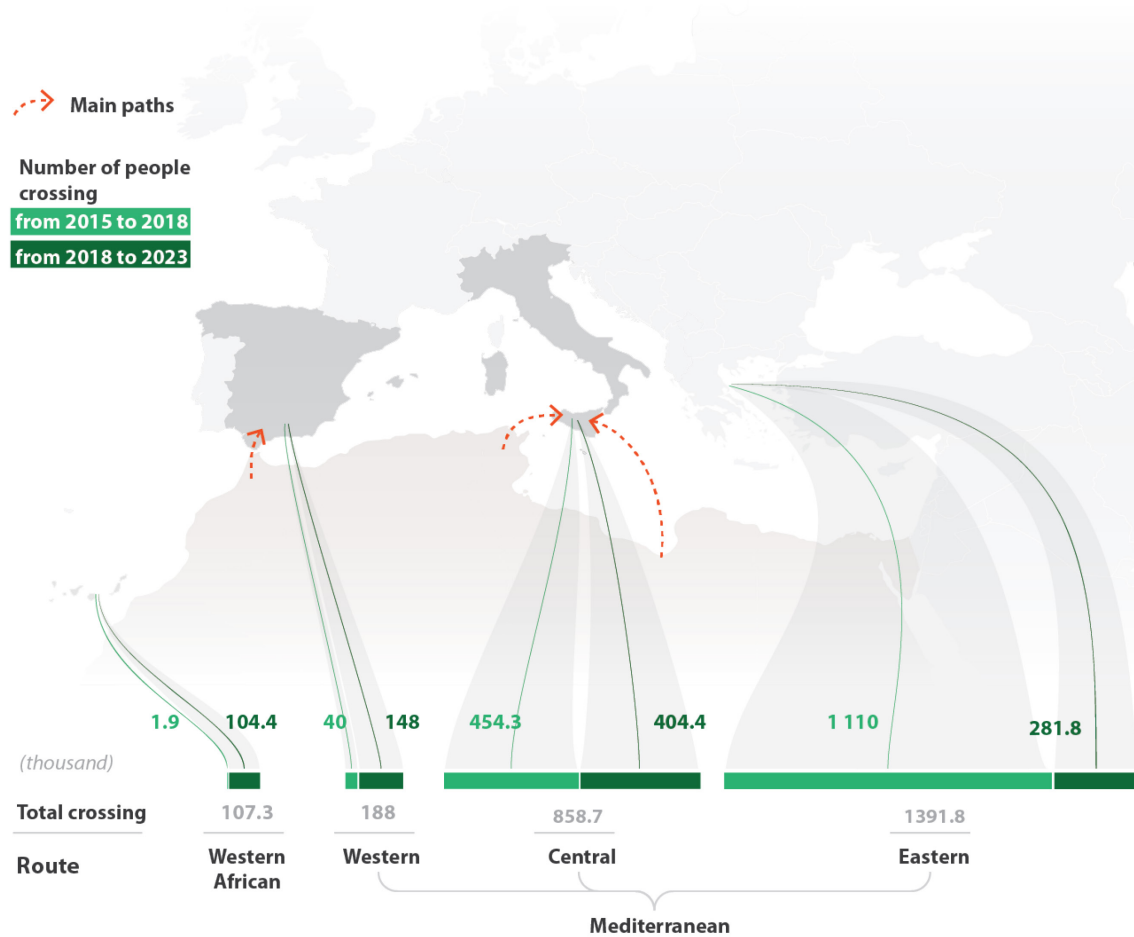 Main paths
Number of people
crossing
from 2015 to 2018
from 2018 to 2023
1.9 104.4 40 148 454.3 404.4 1 110 281.8
(thousand)
Total crossing 107.3 188 858.7 1391.8
Route Western African Western Central Eastern
Mediterranean